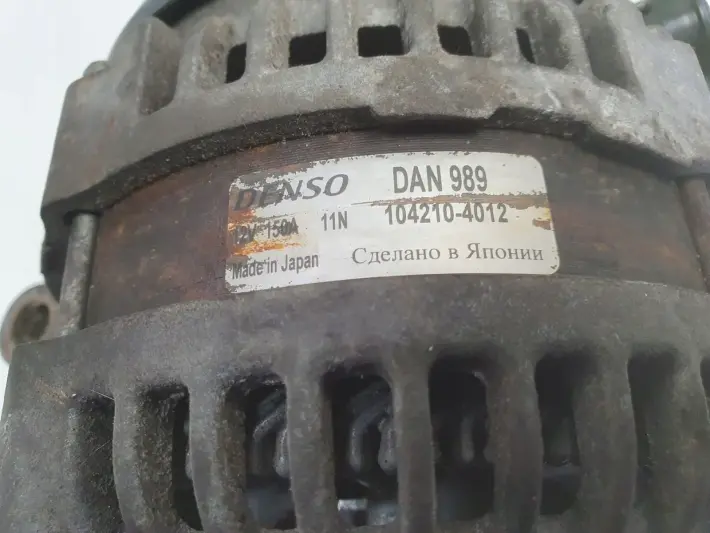 DENSO DAN 989
12V 150A 11N 104210-4012
Made in Japan Сделано в Японии